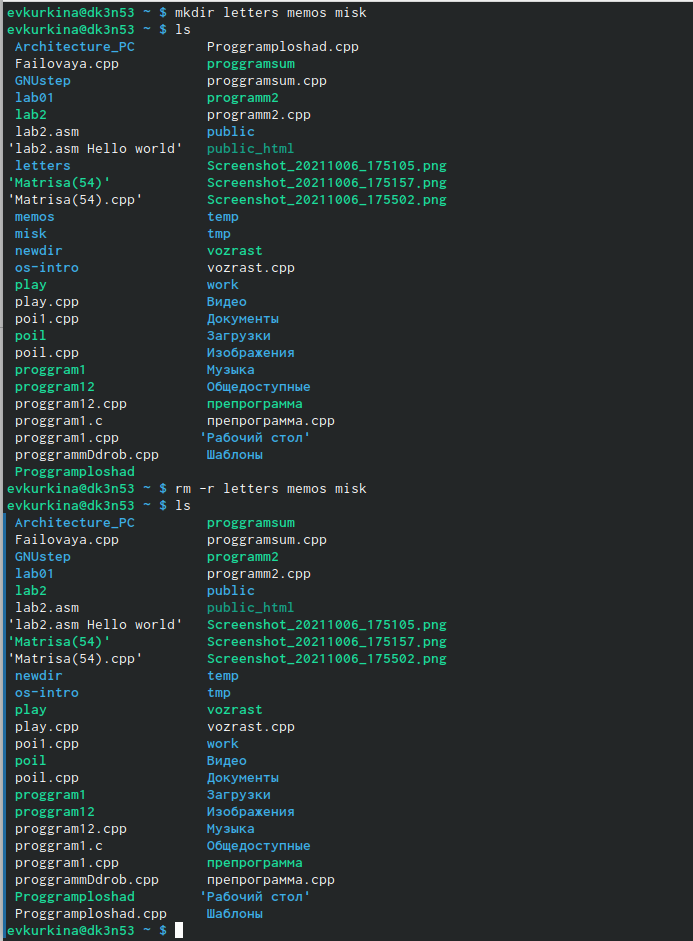 evkurkina@dk3n53 ~ $ mkdir letters memos misk
evkurkina@dk3n53 ~ $ ls
Architecture_PC Proggramploshad.cpp
Failovaya.cpp proggramsum
GNUstep proggramsum.cpp
lab01 programm2
lab2 programm2.cpp
lab2.asm public
'lab2.asm Hello world' public_html
letters Screenshot_20211006_175105.png
'Matrisa(54)' Screenshot_20211006_175157.png
'Matrisa(54).cpp' Screenshot_20211006_175502.png
memos temp
misk tmp
newdir vozrast
os-intro vozrast.cpp
play work
play.cpp Видео
poi1.cpp Документы
poil Загрузки
poil.cpp Изображения
proggram1 Музыка
proggram12 Общедоступные
proggram12.cpp препрограмма
proggram1.c препрограмма.cpp
proggram1.cpp 'Рабочий стол'
proggrammDdrob.cpp Шаблоны
Proggramploshad
evkurkina@dk3n53 ~ $ rm -r letters memos misk
evkurkina@dk3n53 ~ $ ls
Architecture_PC proggramsum
Failovaya.cpp proggramsum.cpp
GNUstep programm2
lab01 programm2.cpp
lab2 public
lab2.asm public_html
'lab2.asm Hello world' Screenshot_20211006_175105.png
'Matrisa(54)' Screenshot_20211006_175157.png
'Matrisa(54).cpp' Screenshot_20211006_175502.png
newdir temp
os-intro tmp
play vozrast
play.cpp vozrast.cpp
poi1.cpp work
poil Видео
poil.cpp Документы
proggram1 Загрузки
proggram12 Изображения
proggram12.cpp Музыка
proggram1.c Общедоступные
proggram1.cpp препрограмма
proggrammDdrob.cpp препрограмма.cpp
Proggramploshad 'Рабочий стол'
Proggramploshad.cpp Шаблоны
evkurkina@dk3n53 ~ $